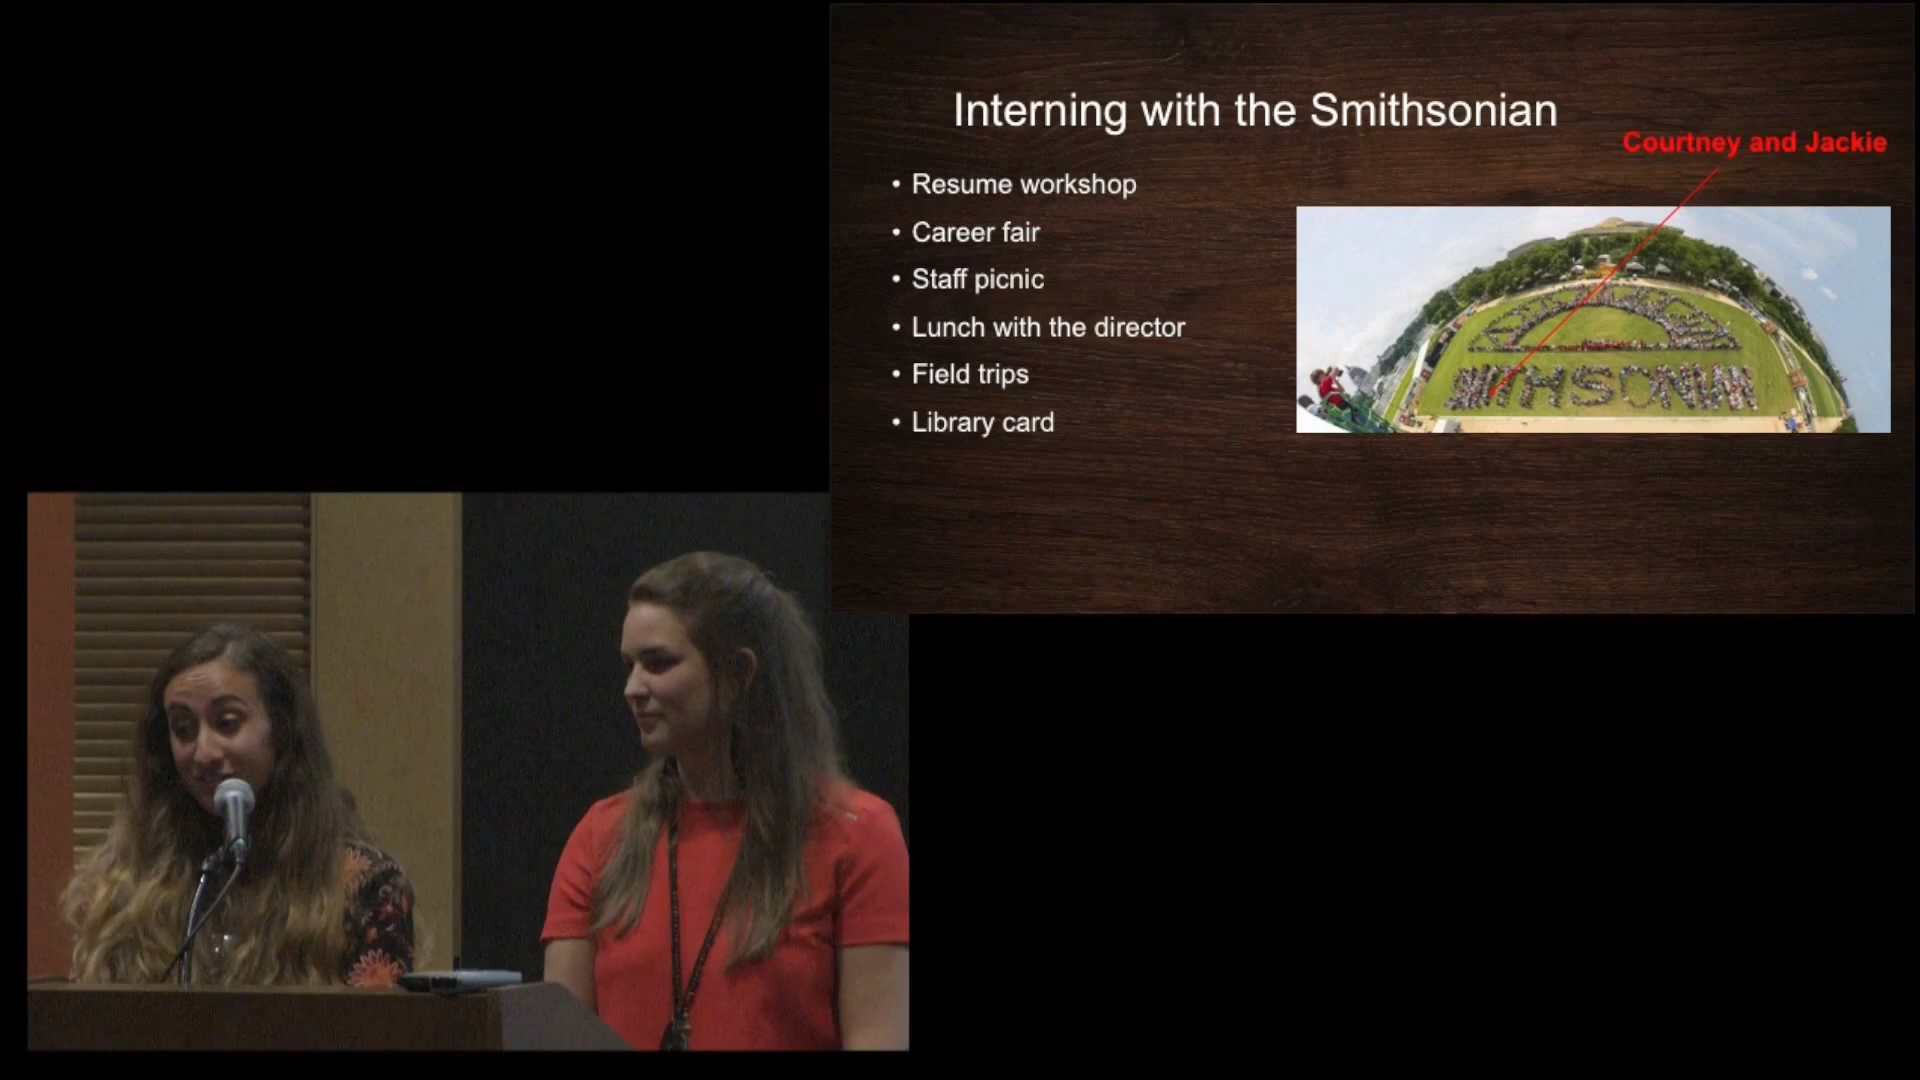 Interning with the Smithsonian
Courtney and Jackie
• Resume workshop
• Career fair
• Staff picnic
• Lunch with the director
• Field trips
• Library card
SMITHSONIAN